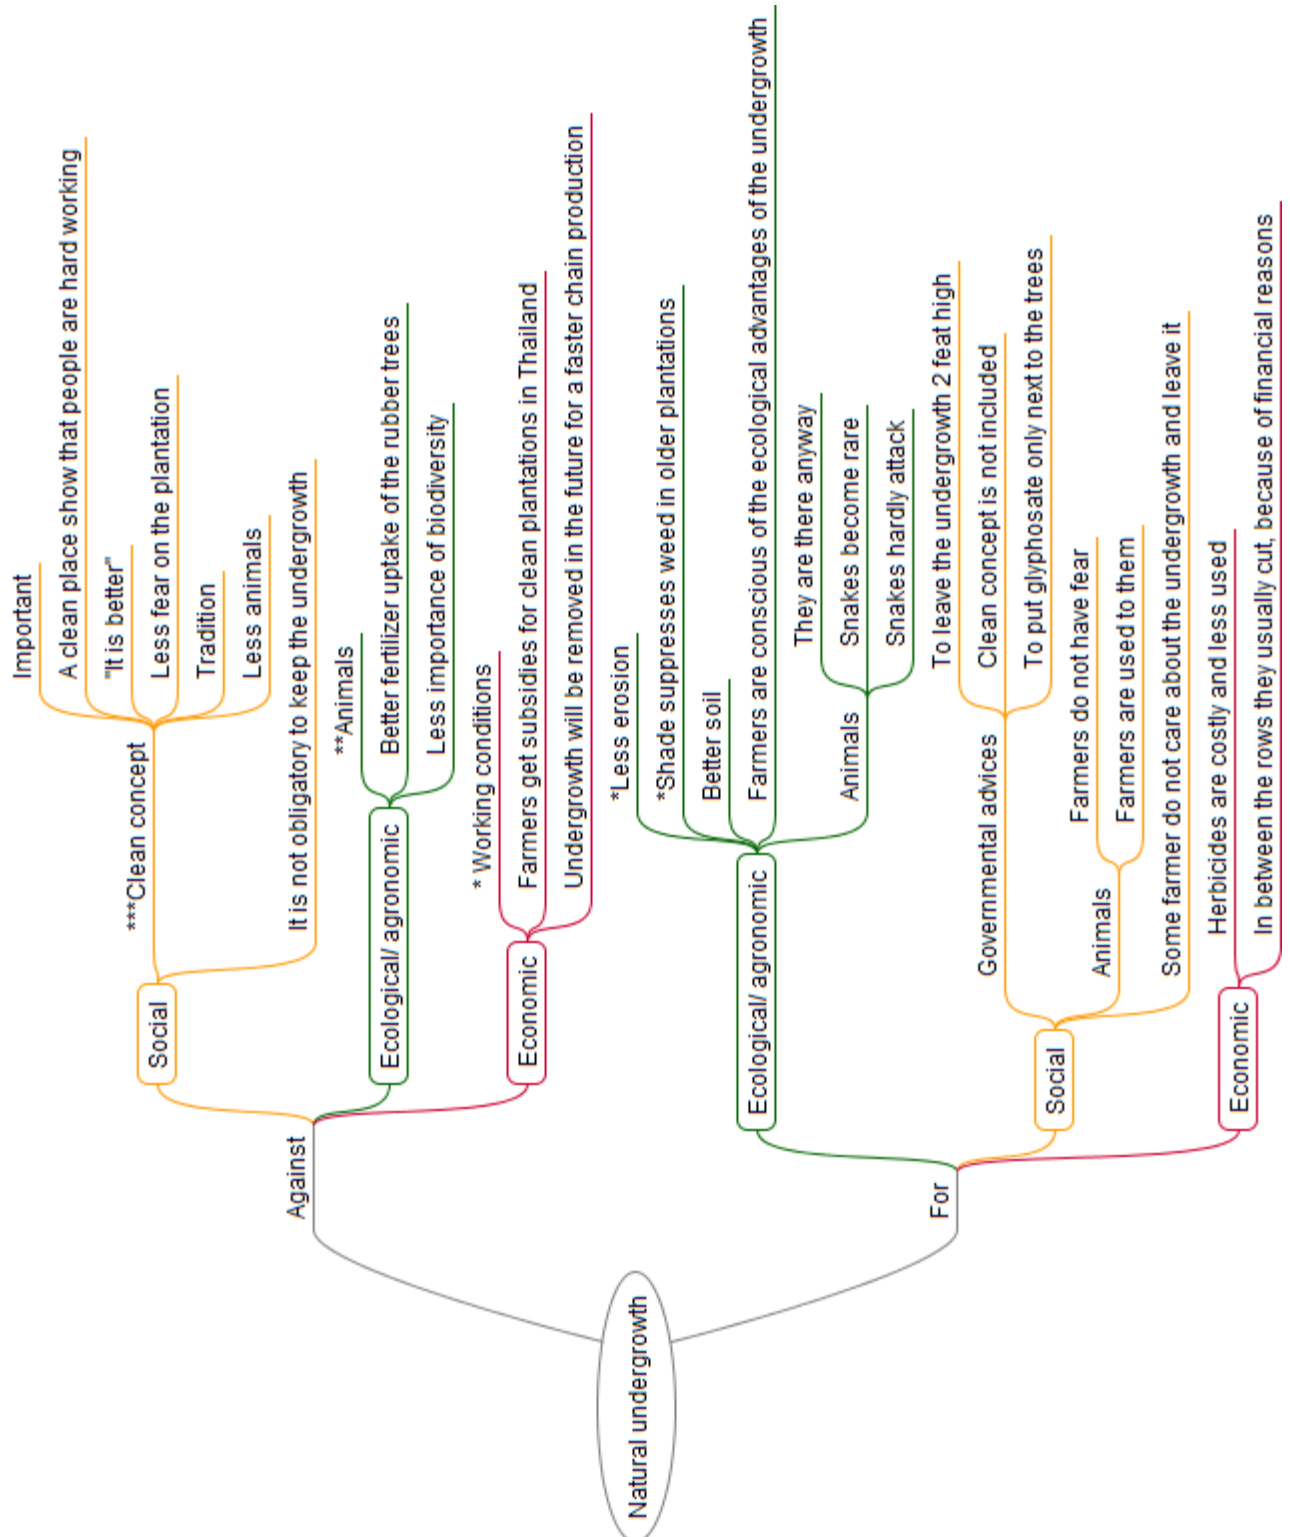 Natural undergrowth
Against
Social
***Clean concept
Important
A clean place show that people are hard working
"It is better"
Less fear on the plantation
Tradition
Less animals
It is not obligatory to keep the undergrowth
Ecological/ agronomic
**Animals
Better fertilizer uptake of the rubber trees
Less importance of biodiversity
Economic
* Working conditions
Farmers get subsidies for clean plantations in Thailand
Undergrowth will be removed in the future for a faster chain production
For
Ecological/ agronomic
*Less erosion
*Shade suppresses weed in older plantations
Better soil
Farmers are conscious of the ecological advantages of the undergrowth
Animals
They are there anyway
Snakes become rare
Snakes hardly attack
Social
Governmental advices
To leave the undergrowth 2 feat high
Clean concept is not included
To put glyphosate only next to the trees
Animals
Farmers do not have fear
Farmers are used to them
Some farmer do not care about the undergrowth and leave it
Economic
Herbicides are costly and less used
In between the rows they usually cut, because of financial reasons